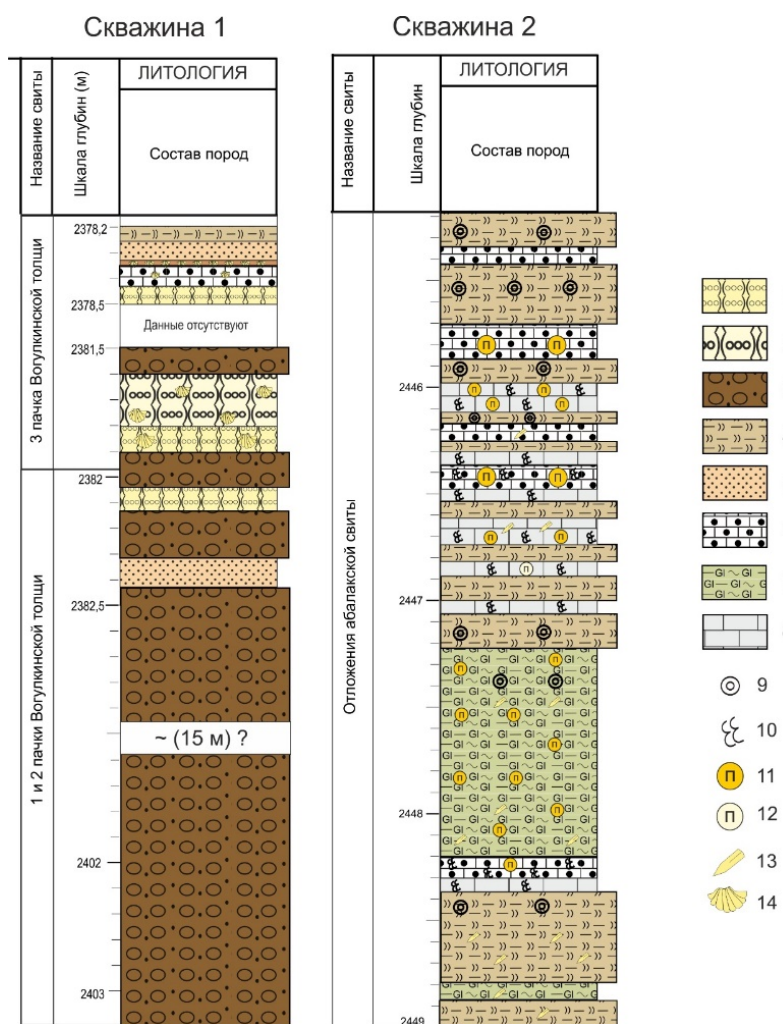 Скважина 1
Название свиты
Шкала глубин (м)
ЛИТОЛОГИЯ
Состав пород
3 пачка Вогулкинской толщи
1 и 2 пачки Вогулкинской толщи
2378,2
2378,5
Данные отсутствуют
2381,5
2382
2382,5
~ (15 м) ?
2402
2403
Скважина 2
Название свиты
Шкала глубин
ЛИТОЛОГИЯ
Состав пород
Отложения абалакской свиты
2446
2447
2448
2449
9
10
п 11
п 12
13
14